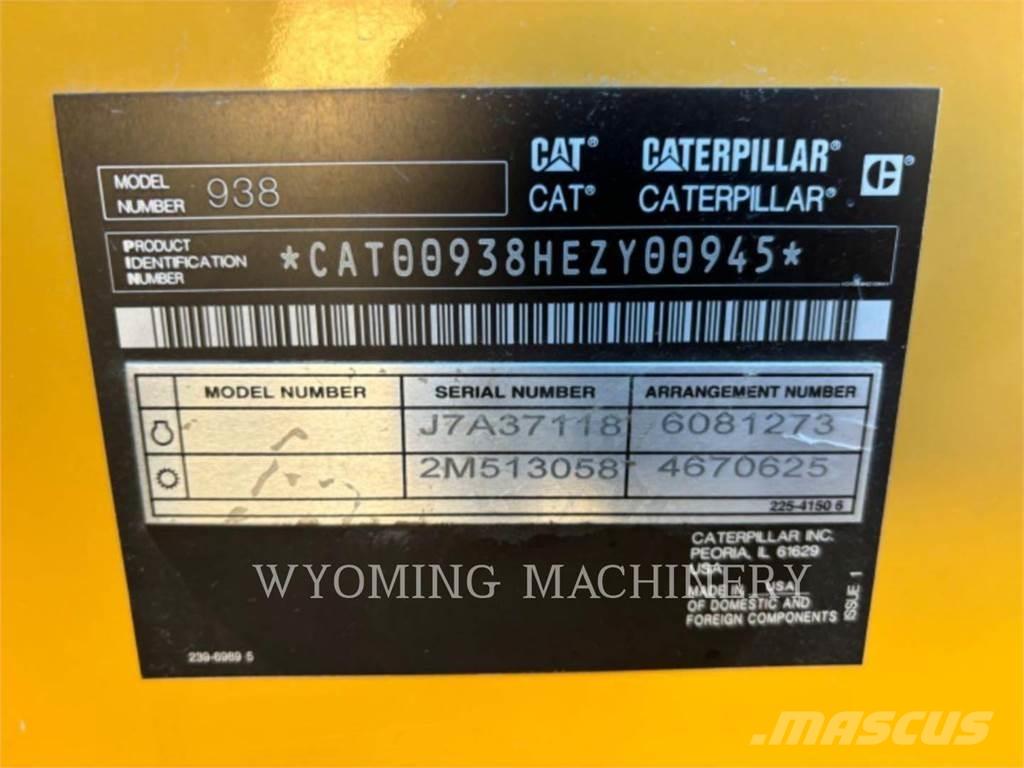 CAT® CATERPILLAR®
CAT® CATERPILLAR®
MODEL
NUMBER 938
PRODUCT
IDENTIFICATION
NUMBER
*CAT00938HEZY00945*
MODEL NUMBER SERIAL NUMBER ARRANGEMENT NUMBER
J7A37118 6081273
2M513058 4670625
225-4150 5
CATERPILLAR INC.
PEORIA, IL 61629
USA
MADE IN USA
OF DOMESTIC AND
FOREIGN COMPONENTS
ISSUE 1
WYOMING MACHINERY
239-6989 5
MASCUS